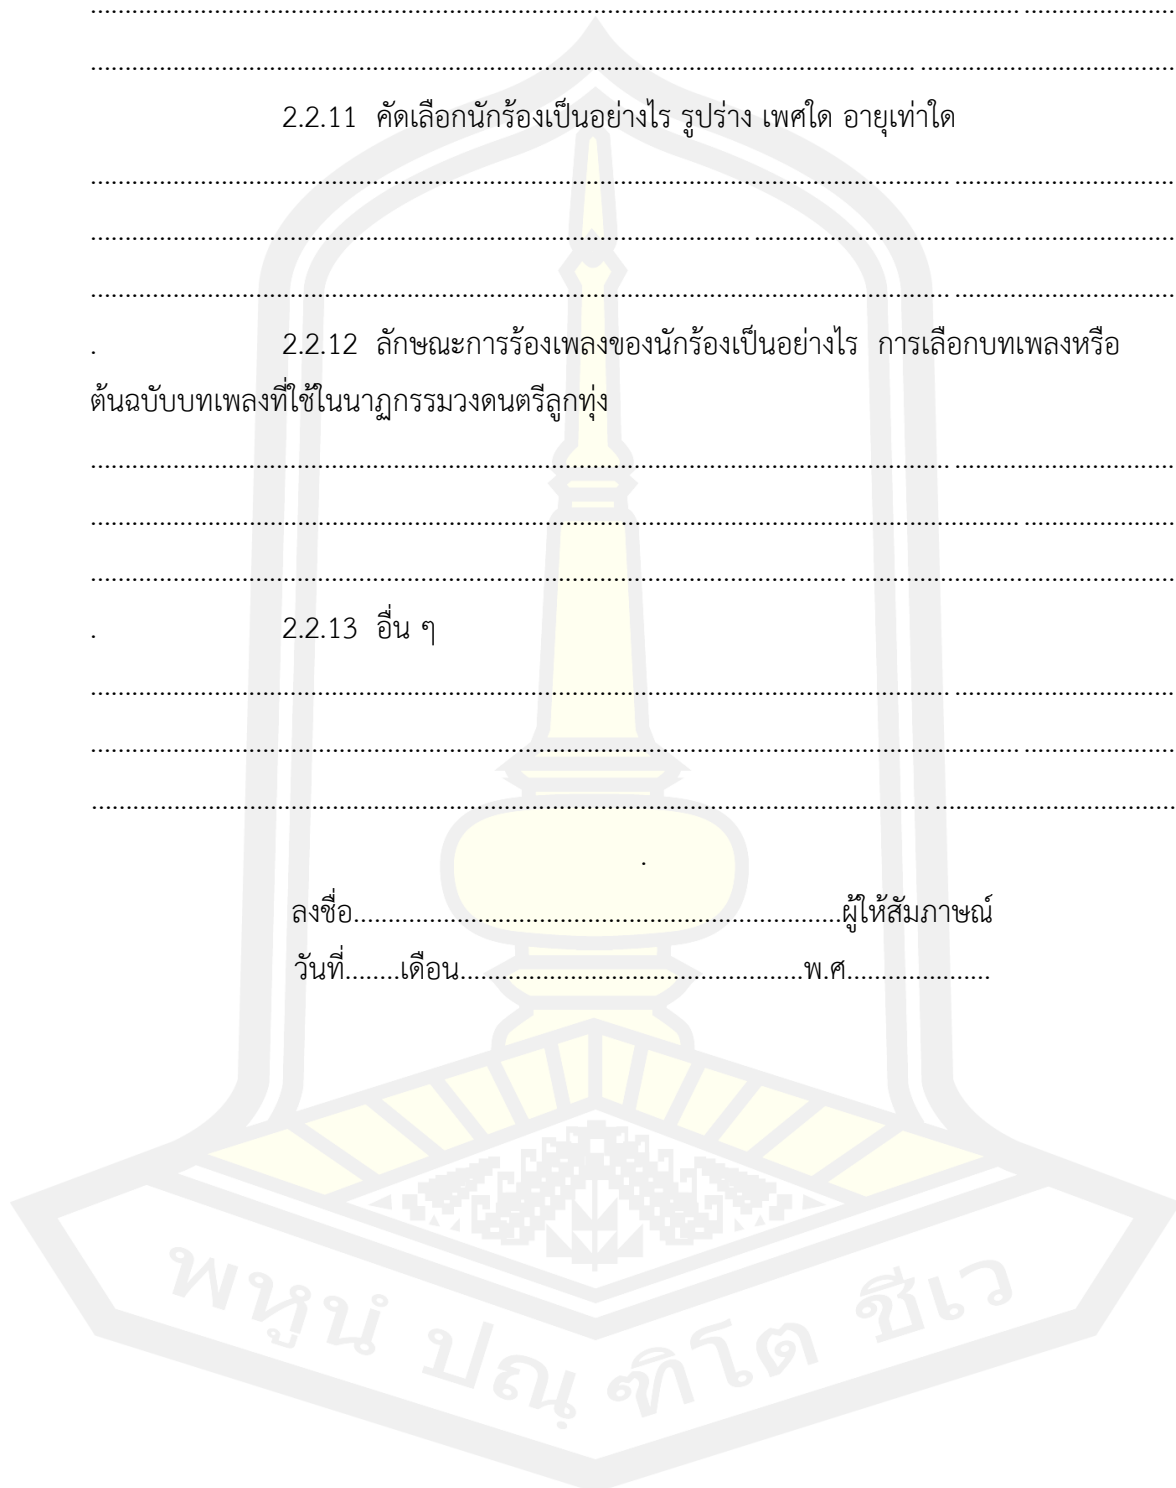 ........................................................................................................................................ ......................
........................................................................................................................ .....................................
2.2.11 คัดเลือกนักร้องเป็นอย่างไร รูปร่าง เพศใด อายุเท่าใด
............................................................................................................................. ................................
................................................................................................ .............................................................
............................................................................................................................. ................................
. 2.2.12 ลักษณะการร้องเพลงของนักร้องเป็นอย่างไร การเลือกบทเพลงหรือ
ต้นฉบับบทเพลงที่ใช้ในนาฏกรรมวงดนตรีลูกทุ่ง
............................................................................................................................. ................................
........................................................................................................................................ ......................
.............................................................................................................. ...............................................
. 2.2.13 อื่น ๆ
............................................................................................................................. ................................
........................................................................................................................................ ......................
.......................................................................................................................... ...................................
.
ลงชื่อ.......................................................................ผู้ให้สัมภาษณ์
วันที่........เดือน..................................................พ.ศ.....................
พหูนํ ปณฺฑิโต ชีเว